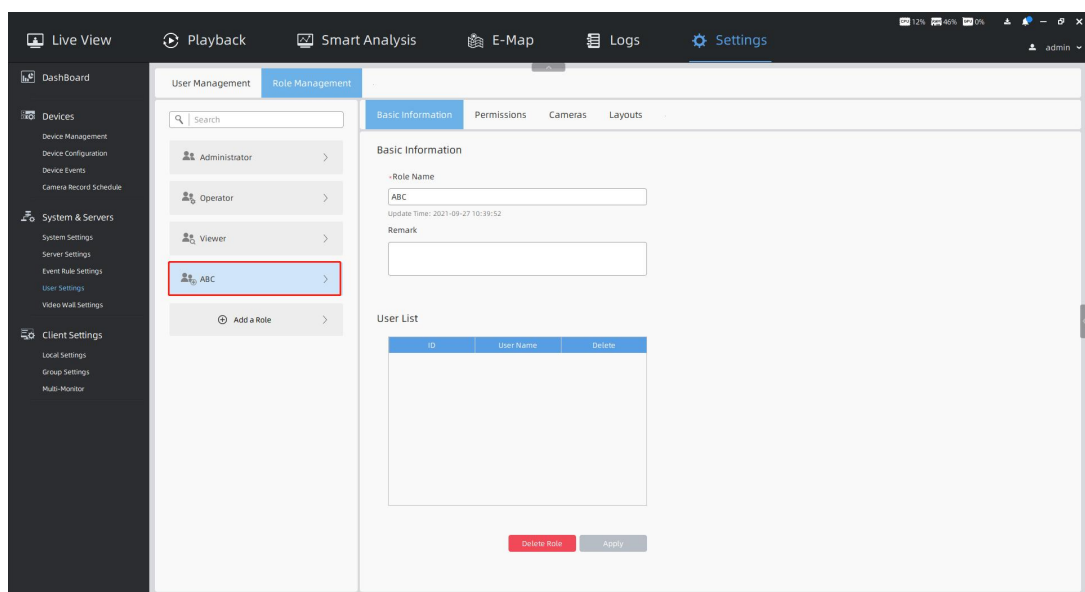 CPU 12% RAM 46% GPU 0%
Live View Playback Smart Analysis E-Map Logs Settings
admin
DashBoard
Devices
Device Management
Device Configuration
Device Events
Camera Record Schedule
System & Servers
System Settings
Server Settings
Event Rule Settings
User Settings
Video Wall Settings
Client Settings
Local Settings
Group Settings
Multi-Monitor
User Management Role Management
Search
Administrator
Operator
Viewer
ABC
Add a Role
Basic Information Permissions Cameras Layouts
Basic Information
*Role Name
ABC
Update Time: 2021-09-27 10:39:52
Remark
User List
ID User Name Delete
Delete Role Apply